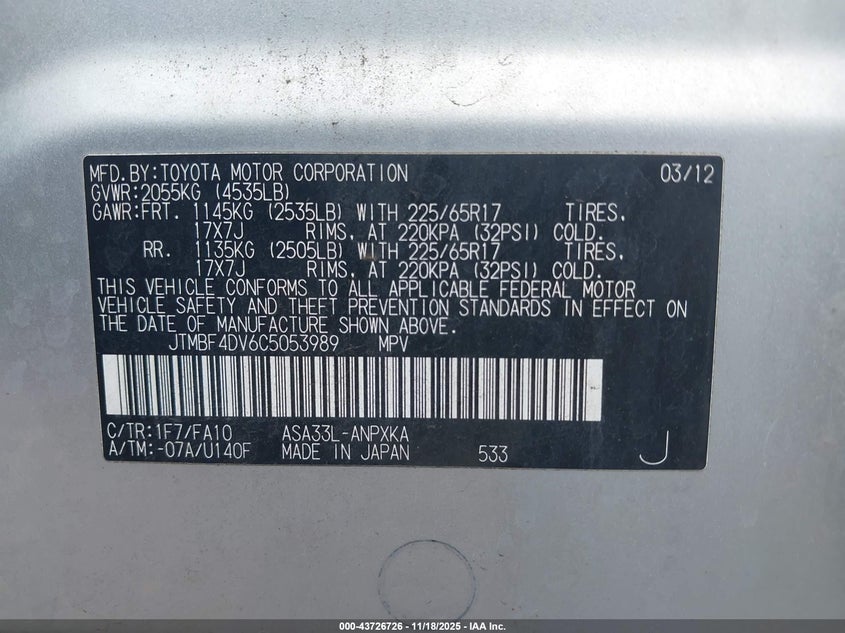 MFD.BY:TOYOTA MOTOR CORPORATION 03/12
GVWR:2055KG (4535LB)
GAWR:FRT. 1145KG (2535LB) WITH 225/65R17 TIRES,
17X7J RIMS, AT 220KPA (32PSI) COLD.
RR. 1135KG (2505LB) WITH 225/65R17 TIRES,
17X7J RIMS, AT 220KPA (32PSI) COLD.
THIS VEHICLE CONFORMS TO ALL APPLICABLE FEDERAL MOTOR
VEHICLE SAFETY AND THEFT PREVENTION STANDARDS IN EFFECT ON
THE DATE OF MANUFACTURE SHOWN ABOVE.
JTMBF4DV6C5053989 MPV
C/TR:1F7/FA10 ASA33L-ANPXKA
A/TM:-07A/U140F MADE IN JAPAN 533 J
000-43726726 - 11/18/2025 - IAA Inc.